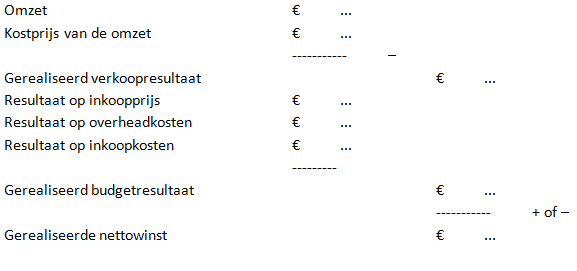 Omzet € ...
Kostprijs van de omzet € ...
----------- –
Gerealiseerd verkoopresultaat € ...
Resultaat op inkoopprijs € ...
Resultaat op overheadkosten € ...
Resultaat op inkoopkosten € ...
---------
Gerealiseerd budgetresultaat € ...
----------- + of –
Gerealiseerde nettowinst € ...